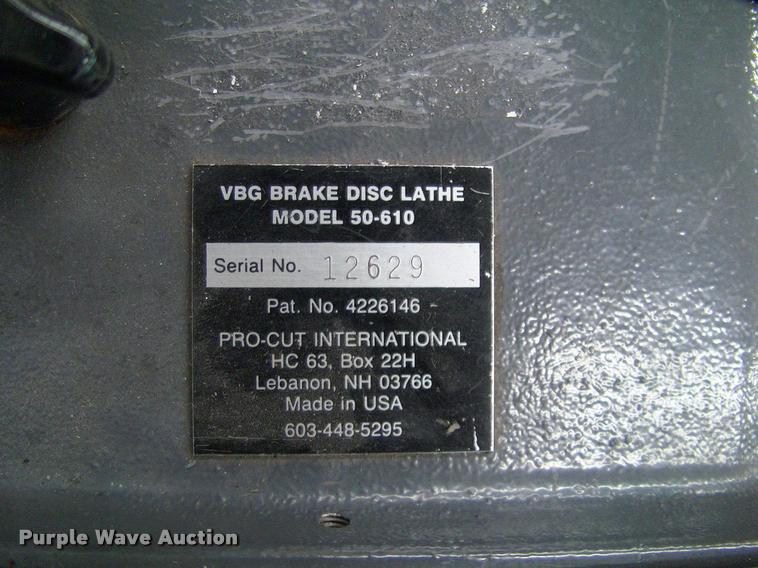 VBG BRAKE DISC LATHE
MODEL 50-610
Serial No. 12629
Pat. No. 4226146
PRO-CUT INTERNATIONAL
HC 63, Box 22H
Lebanon, NH 03766
Made in USA
603-448-5295
Purple Wave Auction